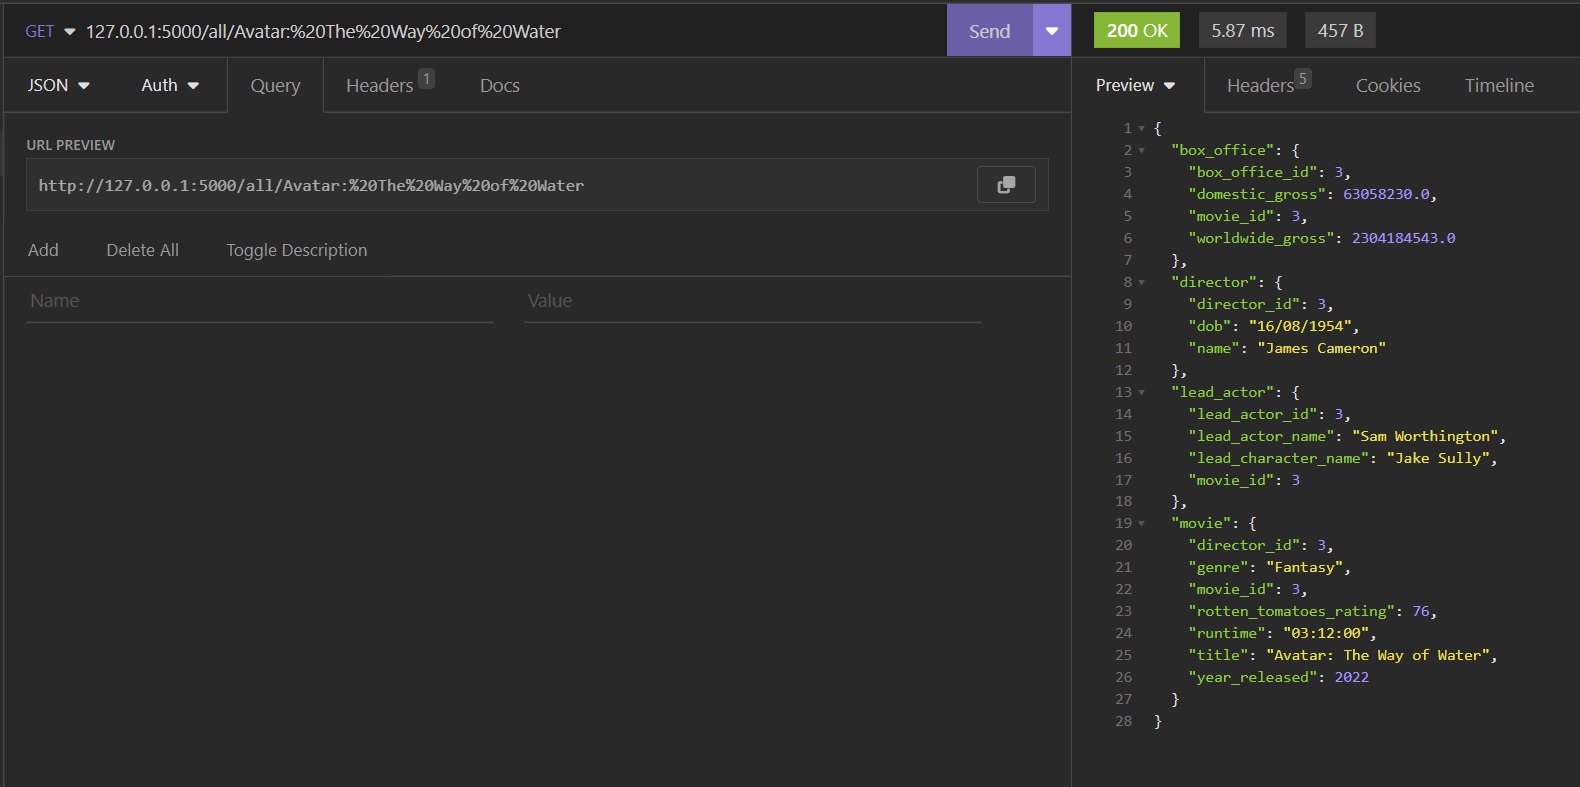 GET 127.0.0.1:5000/all/Avatar:%20The%20Way%20of%20Water Send 200 OK 5.87 ms 457 B
JSON Auth Query Headers 1 Docs
URL PREVIEW
http://127.0.0.1:5000/all/Avatar:%20The%20Way%20of%20Water
Add Delete All Toggle Description
Name Value
Preview Headers 5 Cookies Timeline
1 {
2 "box_office": {
3 "box_office_id": 3,
4 "domestic_gross": 63058230.0,
5 "movie_id": 3,
6 "worldwide_gross": 2304184543.0
7 },
8 "director": {
9 "director_id": 3,
10 "dob": "16/08/1954",
11 "name": "James Cameron"
12 },
13 "lead_actor": {
14 "lead_actor_id": 3,
15 "lead_actor_name": "Sam Worthington",
16 "lead_character_name": "Jake Sully",
17 "movie_id": 3
18 },
19 "movie": {
20 "director_id": 3,
21 "genre": "Fantasy",
22 "movie_id": 3,
23 "rotten_tomatoes_rating": 76,
24 "runtime": "03:12:00",
25 "title": "Avatar: The Way of Water",
26 "year_released": 2022
27 }
28 }